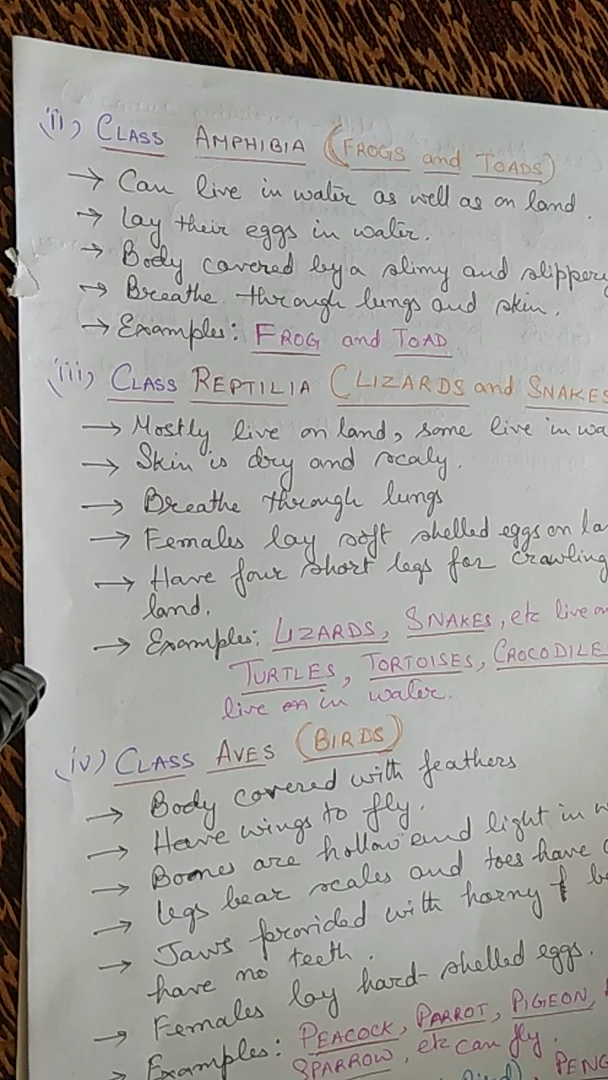 (ii) CLASS AMPHIBIA (FROGS and TOADS)
→ Can live in water as well as on land.
→ Lay their eggs in water.
→ Body covered by a slimy and slippery
→ Breathe through lungs and skin.
→ Examples: FROG and TOAD
(iii) CLASS REPTILIA (LIZARDS and SNAKES
→ Mostly live on land, some live in wa
→ Skin is dry and scaly.
→ Breathe through lungs
→ Females lay soft shelled eggs on la
→ Have four short legs for crawling
land.
→ Examples: LIZARDS, SNAKES, etc live on
TURTLES, TORTOISES, CROCODILE
live in water.
(iv) CLASS AVES (BIRDS)
→ Body covered with feathers
→ Have wings to fly.
→ Bones are hollow and light in w
→ Legs bear scales and toes have
→ Jaws provided with horny be
have no teeth.
→ Females lay hard-shelled eggs.
→ Examples: PEACOCK, PARROT, PIGEON,
SPARROW, etc can fly.
PENG